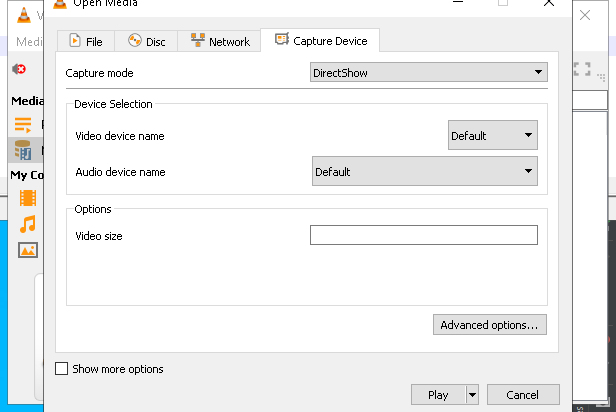 Open Media
Medi
File
Disc
Network
Capture Device
Capture mode
DirectShow
Media
Device Selection
Video device name
Default
Audio device name
Default
My Co
Options
Video size
Advanced options...
Show more options
Play
Cancel